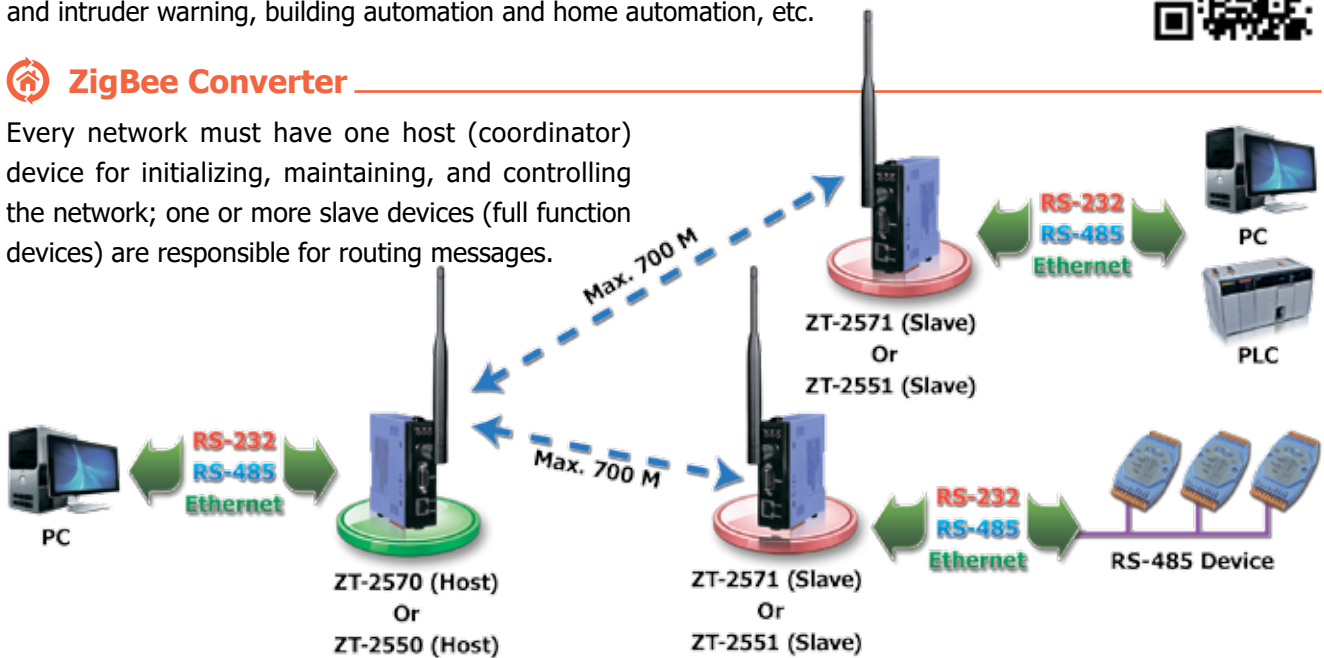 and intruder warning, building automation and home automation, etc.
ZigBee Converter
Every network must have one host (coordinator)
device for initializing, maintaining, and controlling
the network; one or more slave devices (full function
devices) are responsible for routing messages.
Max. 700 M
RS-232
RS-485
Ethernet
PC
PLC
ZT-2571 (Slave)
Or
ZT-2551 (Slave)
RS-232
RS-485
Ethernet
PC
Max. 700 M
ZT-2570 (Host)
Or
ZT-2550 (Host)
ZT-2571 (Slave)
Or
ZT-2551 (Slave)
RS-232
RS-485
Ethernet
RS-485 Device